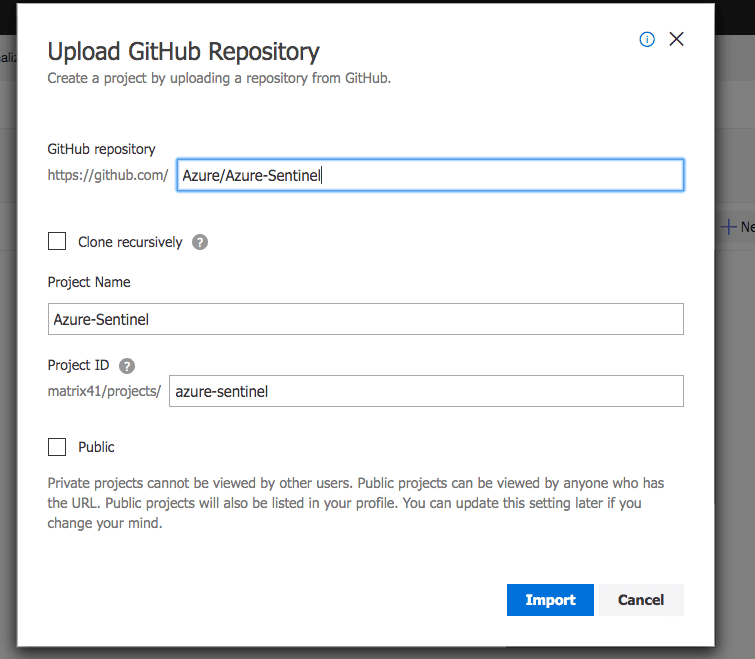 Upload GitHub Repository
Create a project by uploading a repository from GitHub.
GitHub repository
https://github.com/ Azure/Azure-Sentinel
Clone recursively ?
Project Name
Azure-Sentinel
Project ID ?
matrix41/projects/ azure-sentinel
Public
Private projects cannot be viewed by other users. Public projects can be viewed by anyone who has
the URL. Public projects will also be listed in your profile. You can update this setting later if you
change your mind.
Import Cancel